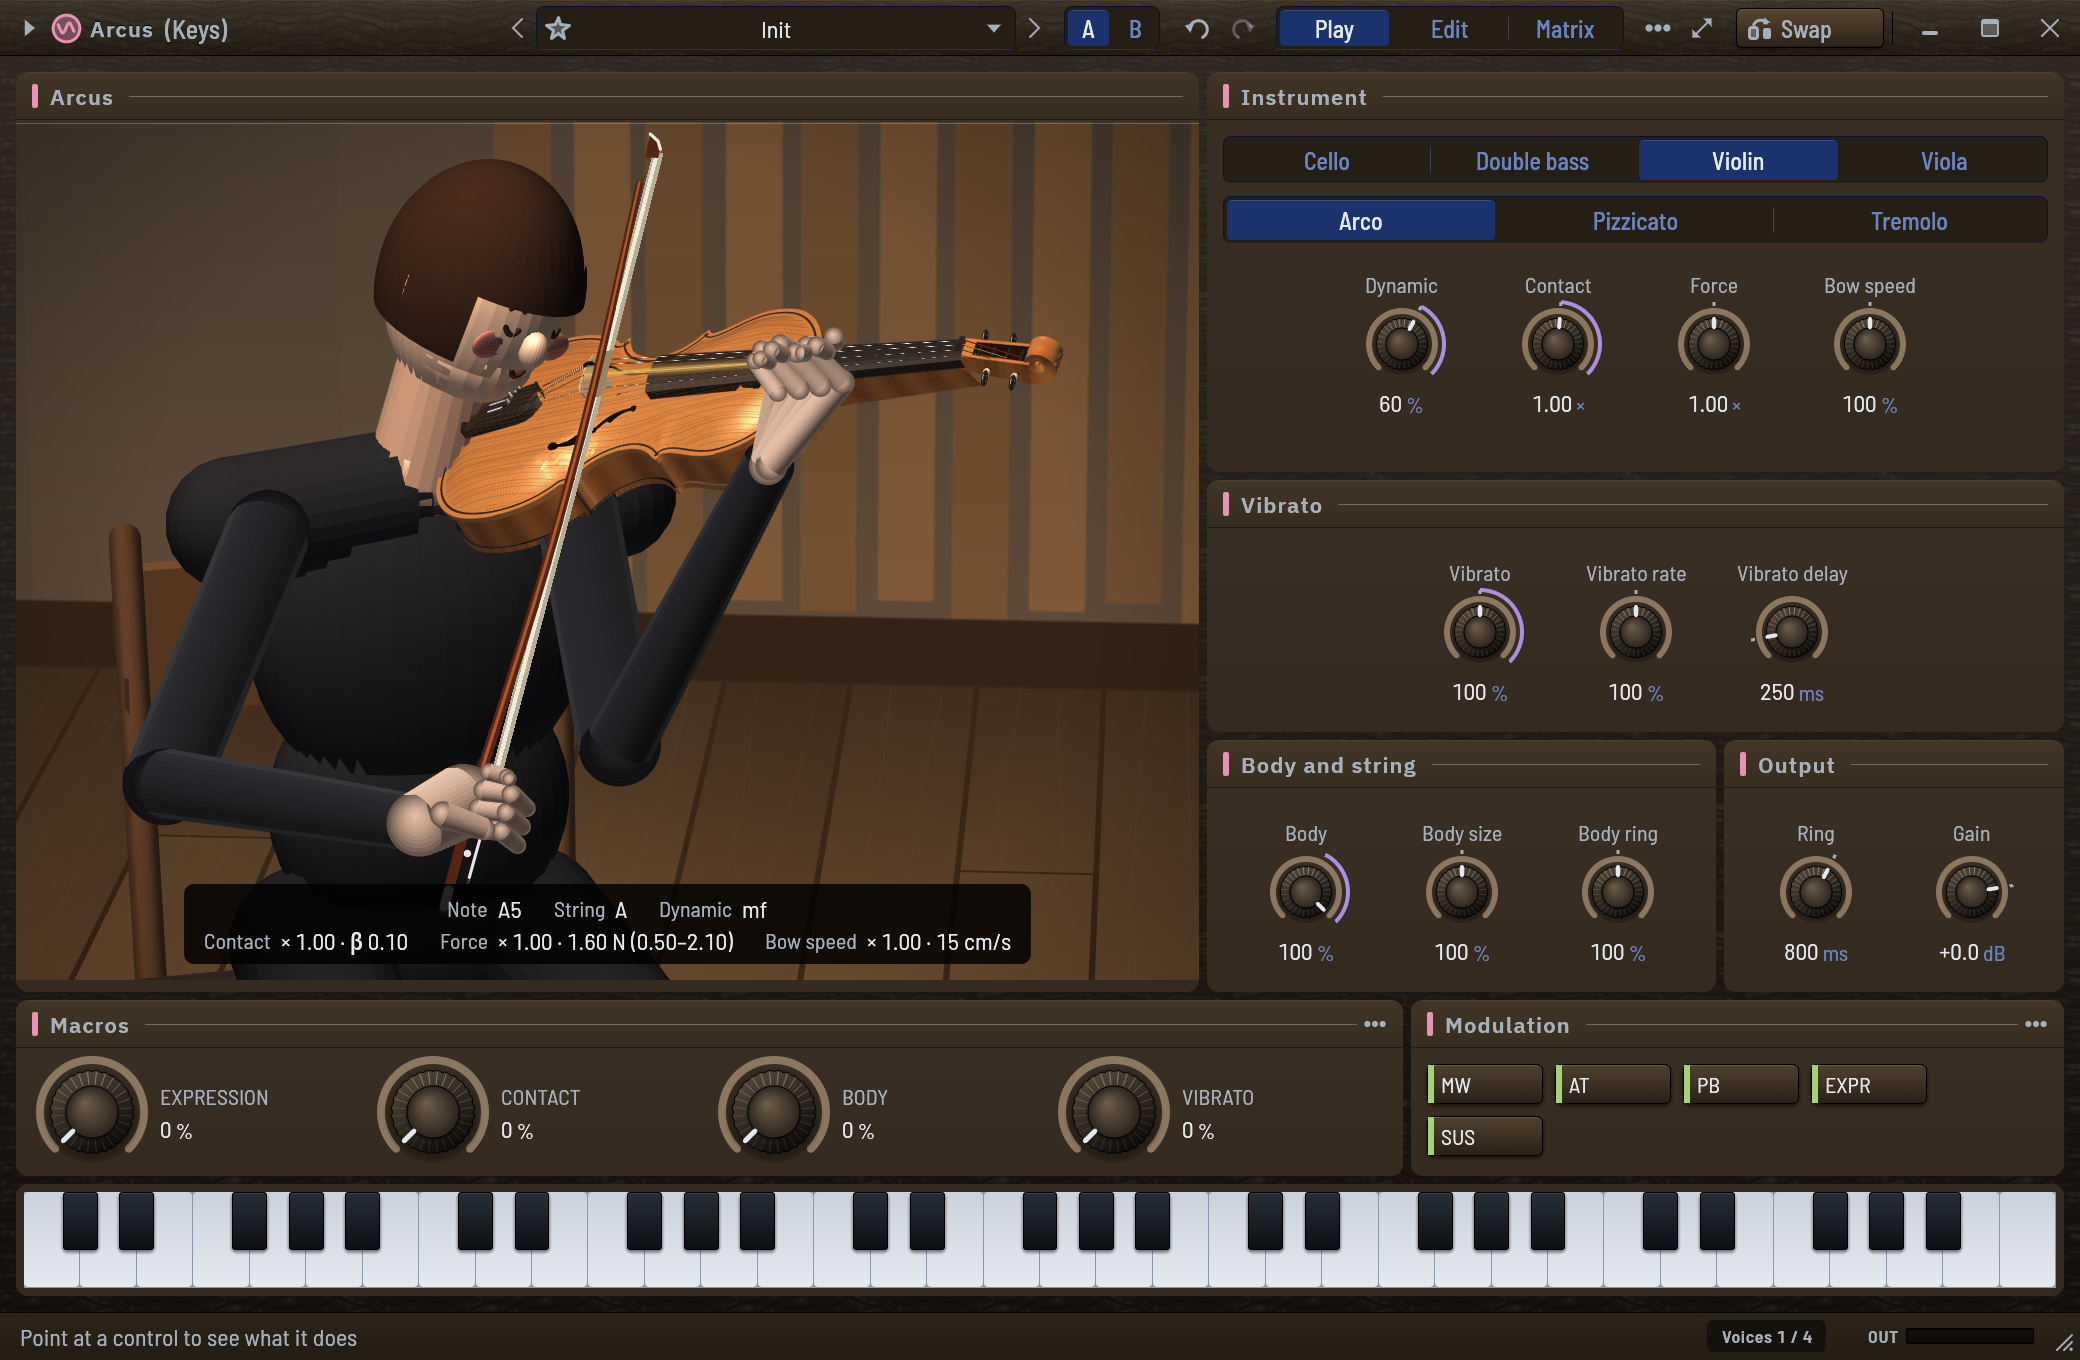 Arcus (Keys)
Init
A B
Play Edit Matrix
Swap
Arcus
Instrument
Cello Double bass Violin Viola
Arco Pizzicato Tremolo
Dynamic Contact Force Bow speed
60 % 1.00 × 1.00 × 100 %
Vibrato
Vibrato Vibrato rate Vibrato delay
100 % 100 % 250 ms
Body and string
Body Body size Body ring
100 % 100 % 100 %
Output
Ring Gain
800 ms +0.0 dB
Note A5 String A Dynamic mf
Contact × 1.00 · β 0.10 Force × 1.00 · 1.60 N (0.50–2.10) Bow speed × 1.00 · 15 cm/s
Macros
EXPRESSION
0 %
CONTACT
0 %
BODY
0 %
VIBRATO
0 %
Modulation
MW AT PB EXPR
SUS
Point at a control to see what it does
Voices 1 / 4 OUT